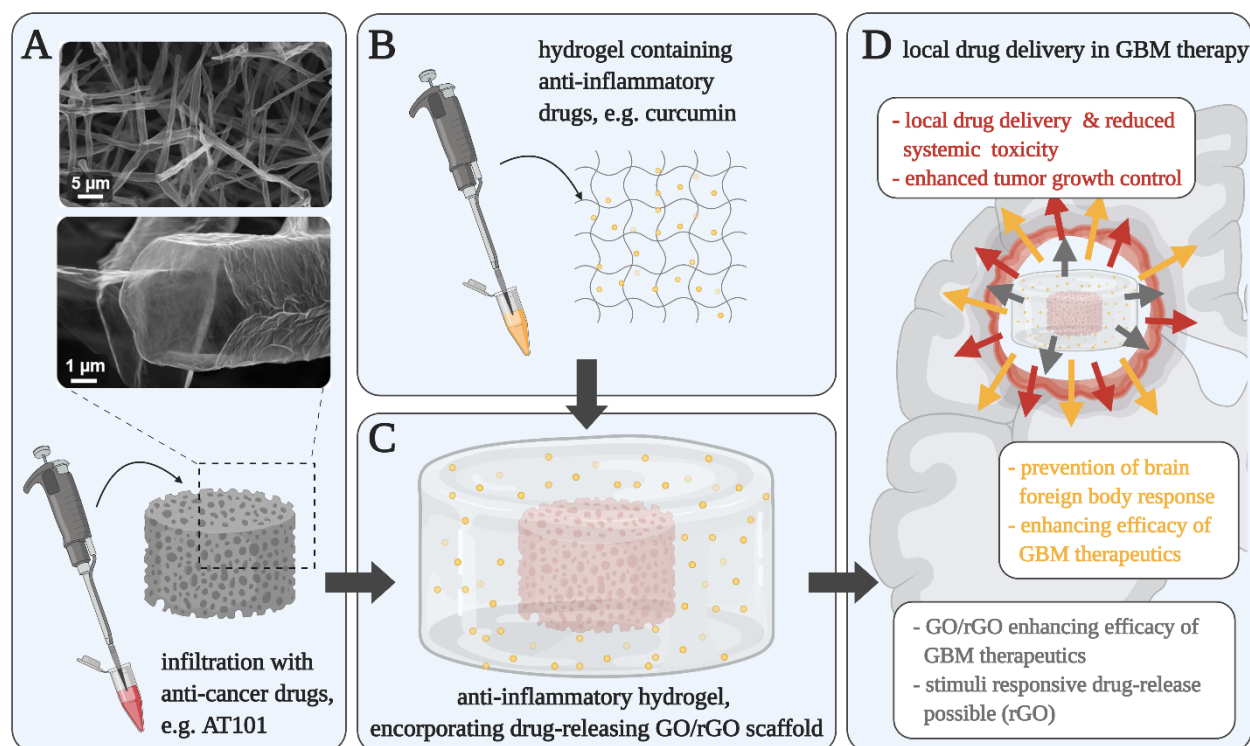 A
5 µm
1 µm
infiltration with
anti-cancer drugs,
e.g. AT101
B
hydrogel containing
anti-inflammatory
drugs, e.g. curcumin
C
anti-inflammatory hydrogel,
encorporating drug-releasing GO/rGO scaffold
D
local drug delivery in GBM therapy
- local drug delivery & reduced
systemic toxicity
- enhanced tumor growth control
- prevention of brain
foreign body response
- enhancing efficacy of
GBM therapeutics
- GO/rGO enhancing efficacy of
GBM therapeutics
- stimuli responsive drug-release
possible (rGO)